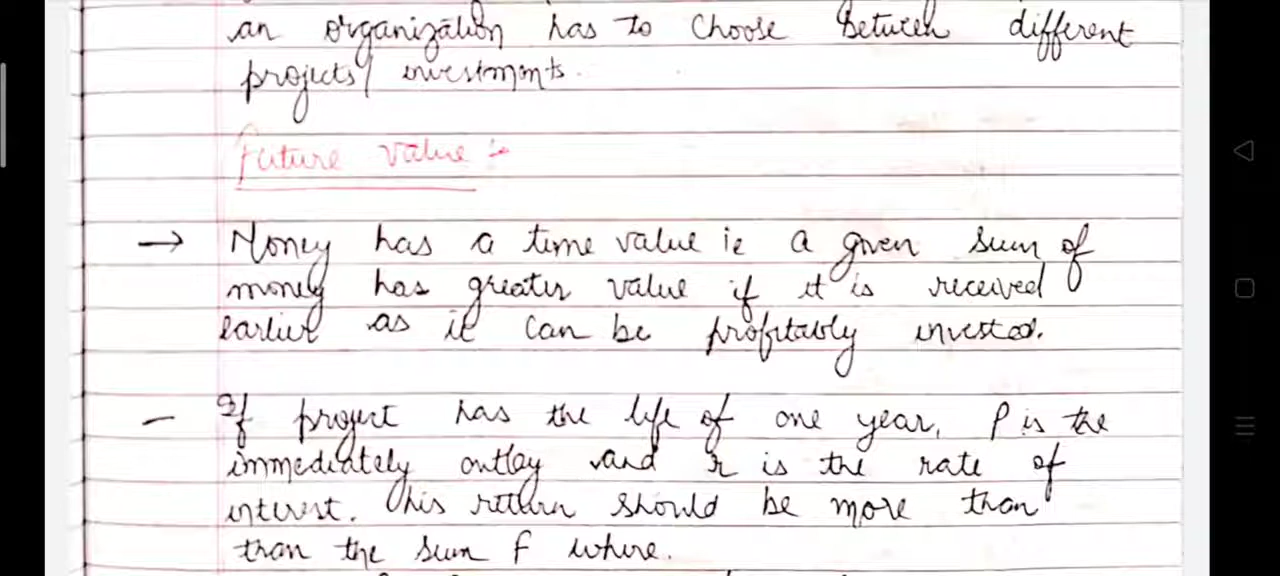 an organization has to choose between different
projects/ investments.
Future value :-
→ Money has a time value ie a given sum of
money has greater value if it is received
earlier as it can be profitably invested.
– If project has the life of one year, P is the
immediately outlay and r is the rate of
interest. This return should be more than
than the sum F where.